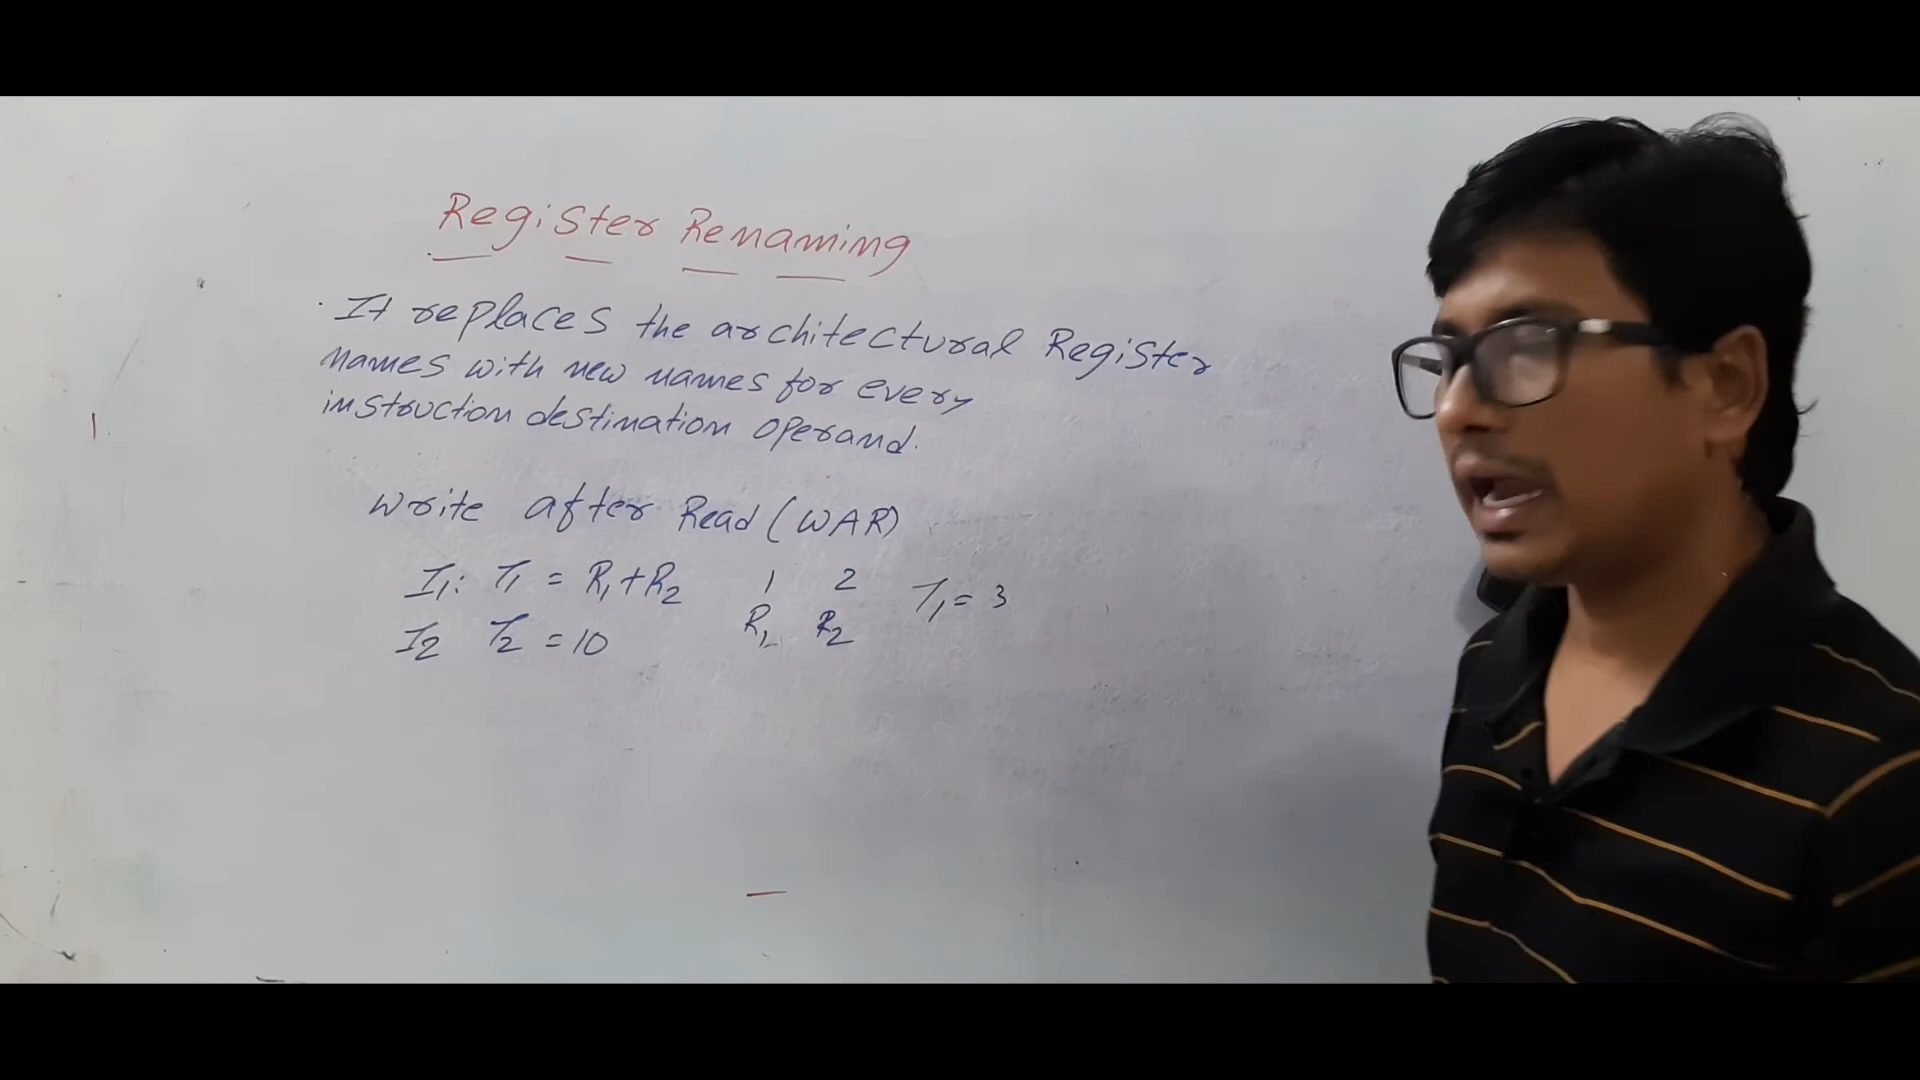 Register Renaming
. It replaces the architectural Register
names with new names for every
instruction destination operand.
Write after Read (WAR)
I1: T1 = R1+R2 1 2 T1 = 3
R1 R2
I2 T2 = 10